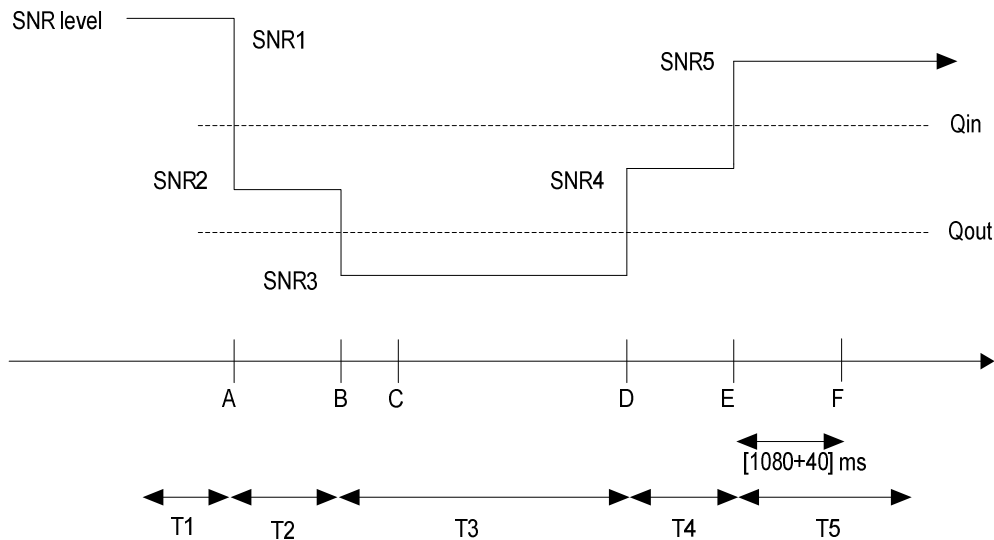 SNR level
SNR1
SNR5
Qin
SNR2
SNR4
Qout
SNR3
A
B
C
D
E
F
[1080+40] ms
T1
T2
T3
T4
T5